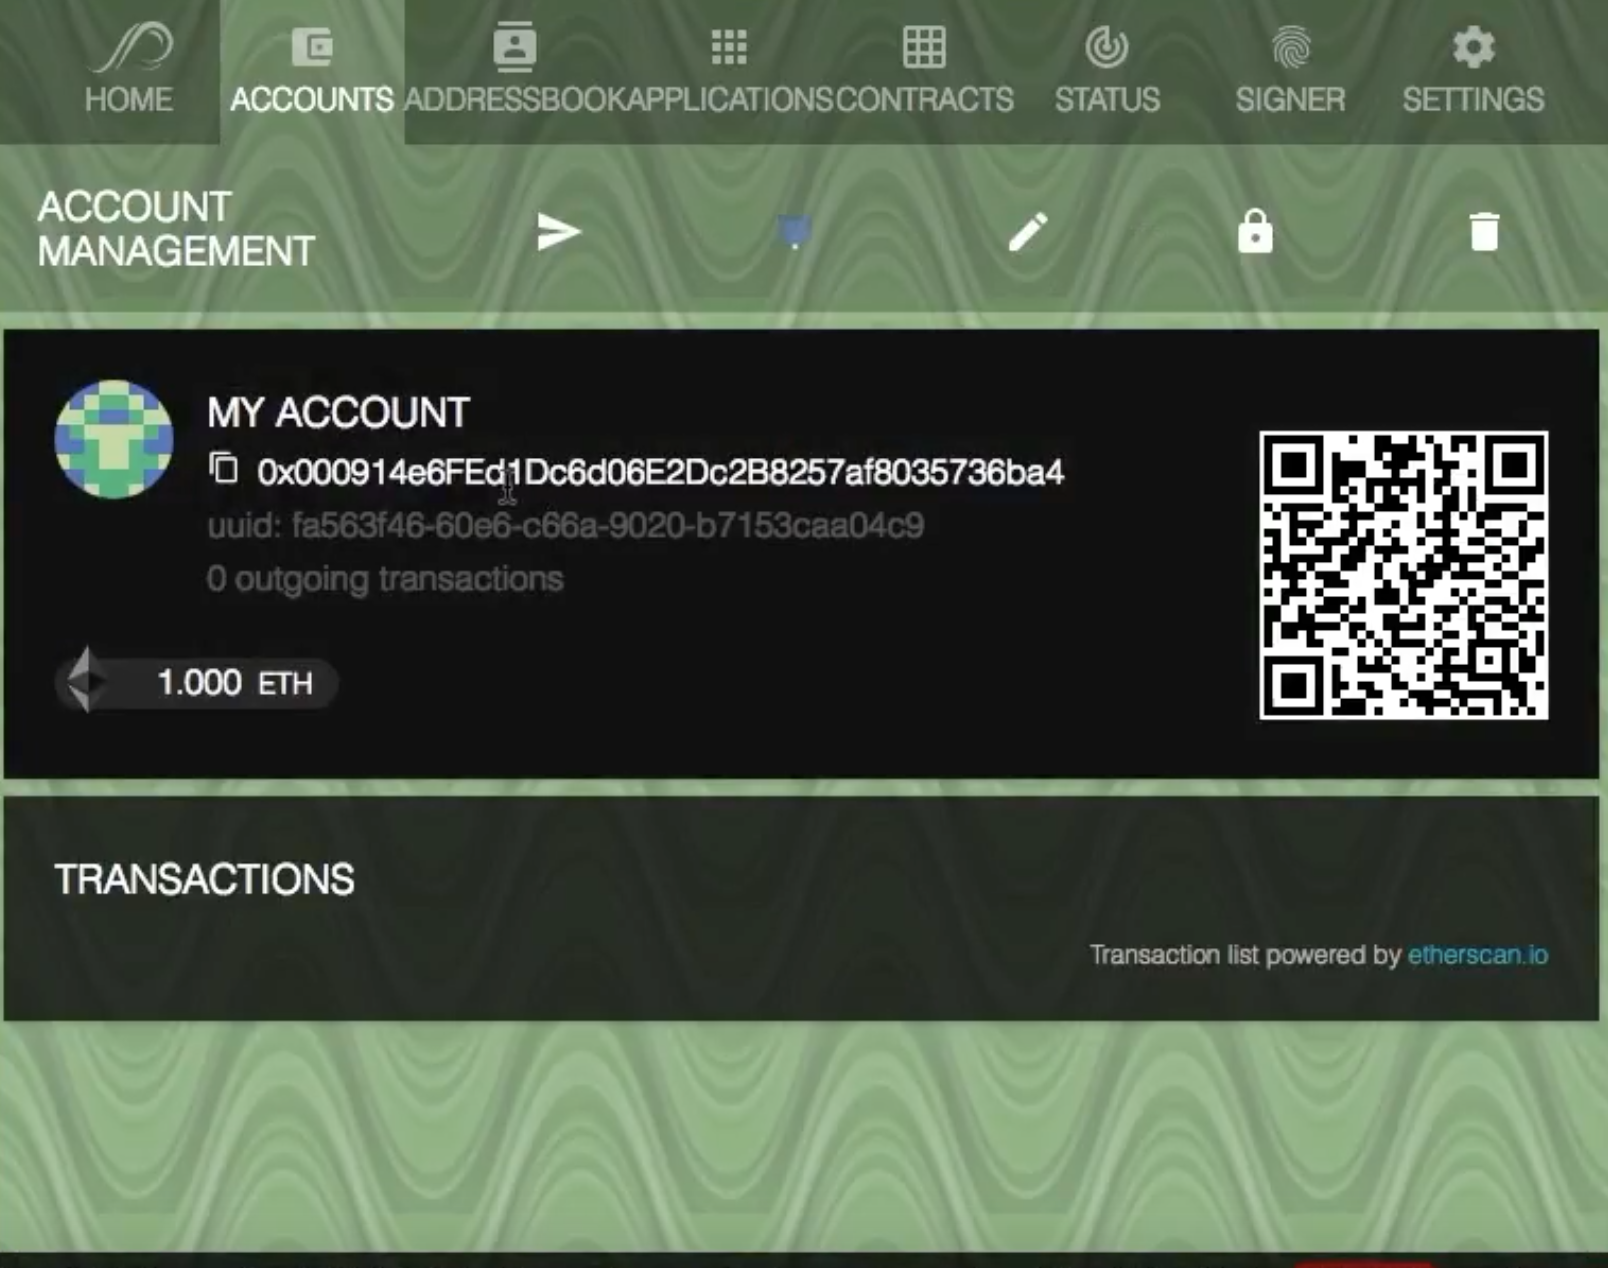 HOME
ACCOUNTS
ADDRESSBOOK
APPLICATIONS
CONTRACTS
STATUS
SIGNER
SETTINGS
ACCOUNT
MANAGEMENT
MY ACCOUNT
0x000914e6FEd1Dc6d06E2Dc2B8257af8035736ba4
uuid: fa563f46-60e6-c66a-9020-b7153caa04c9
0 outgoing transactions
1.000 ETH
TRANSACTIONS
Transaction list powered by etherscan.io